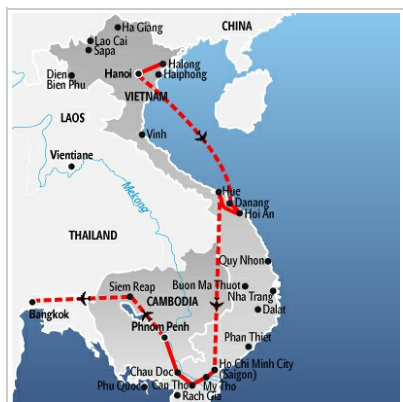 Ha Giang
CHINA
Lao Cai
Sapa
Halong
Hanoi
Haiphong
Dien
Bien Phu
VIETNAM
LAOS
Vinh
Vientiane
Mekong
Hue
Danang
Hoi An
THAILAND
Quy Nhon
Siem Reap
Buon Ma Thuot
CAMBODIA
Nha Trang
Bangkok
Dalat
Phnom Penh
Phan Thiet
Ho Chi Minh City
(Saigon)
Chau Doc
Phu Quoc
Can Tho
My Tho
Rach Gia